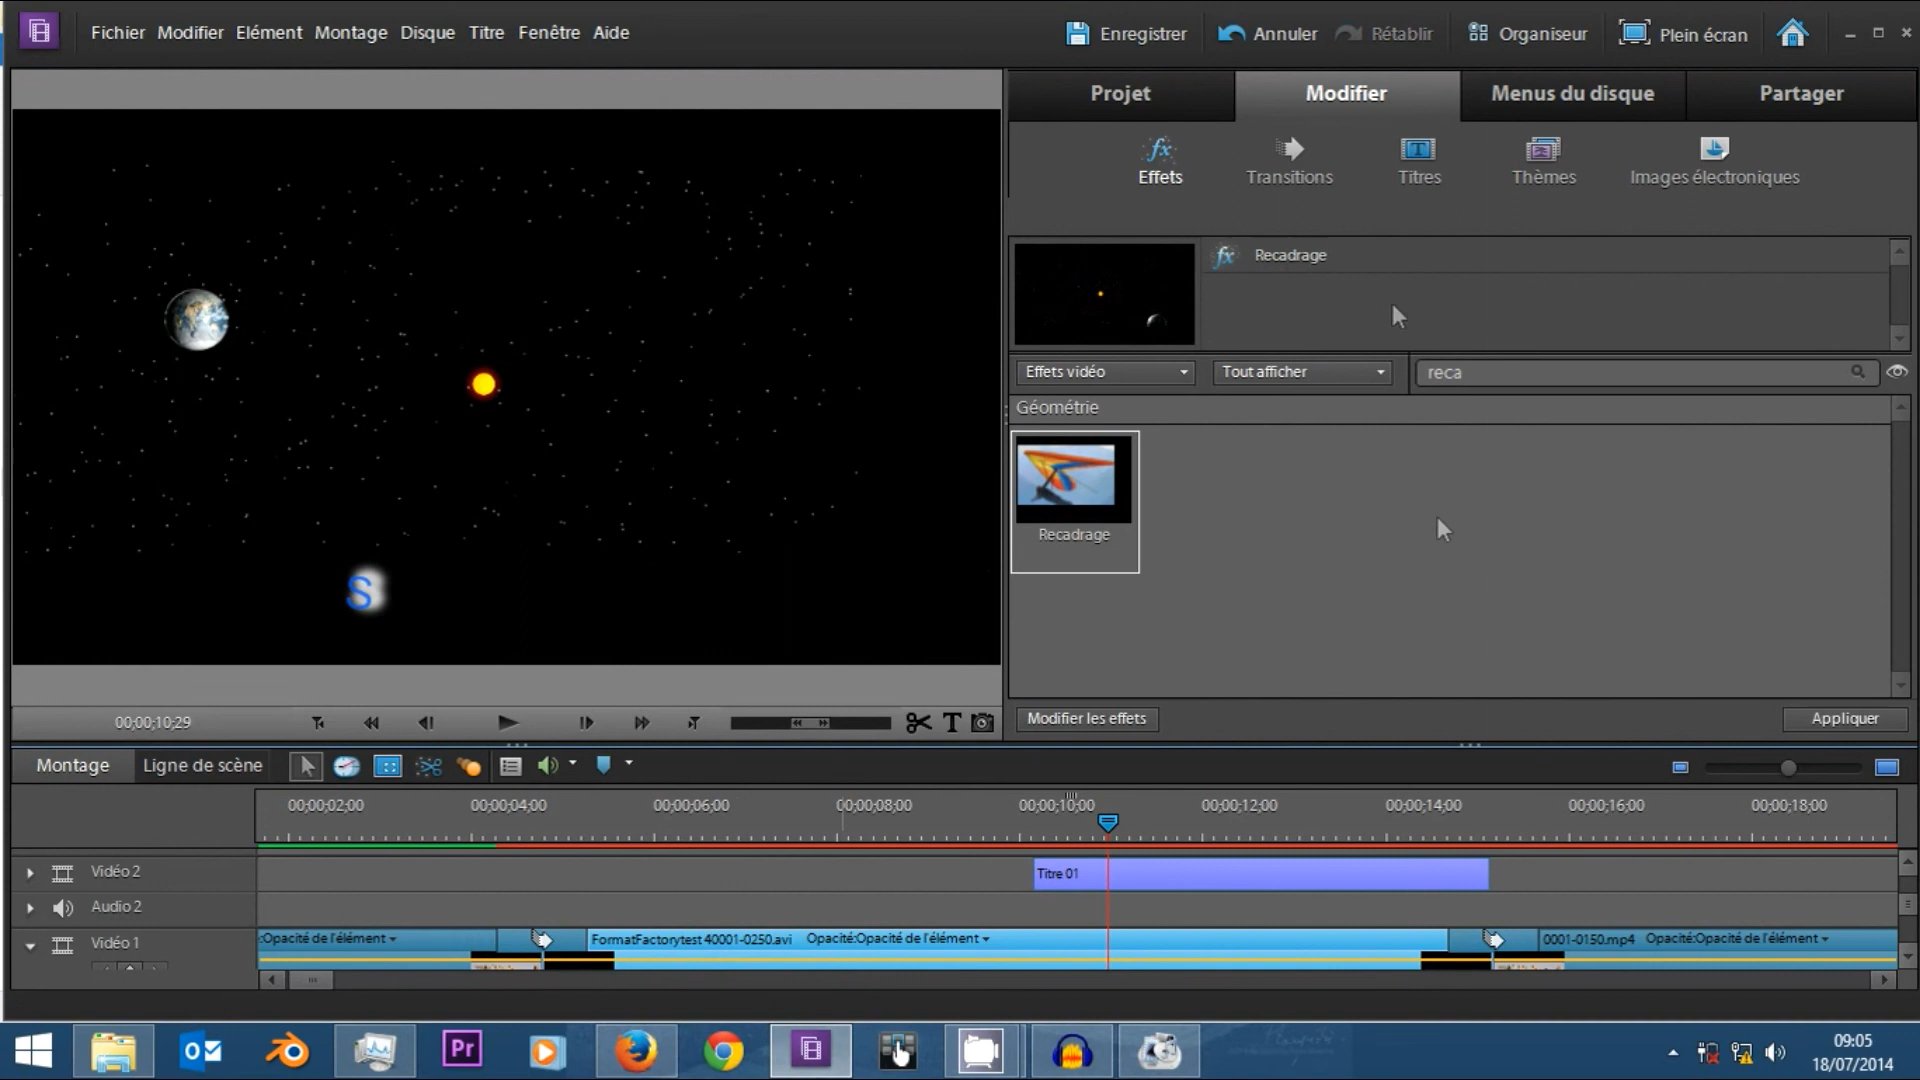 Fichier Modifier Elément Montage Disque Titre Fenêtre Aide Enregistrer Annuler Rétablir Organiseur Plein écran
Projet Modifier Menus du disque Partager
Effets Transitions Titres Thèmes Images électroniques
Recadrage
Effets vidéo Tout afficher reca
Géométrie
Recadrage
S
00;00;10;29 T Modifier les effets Appliquer
Montage Ligne de scène
00;00;02;00 00;00;04;00 00;00;06;00 00;00;08;00 00;00;10;00 00;00;12;00 00;00;14;00 00;00;16;00 00;00;18;00
Vidéo 2 Titre 01
Audio 2
Vidéo 1 :Opacité de l'élément FormatFactorytest 40001-0250.avi Opacité:Opacité de l'élément 0001-0150.mp4 Opacité:Opacité de l'élément
Pr
09:05
18/07/2014